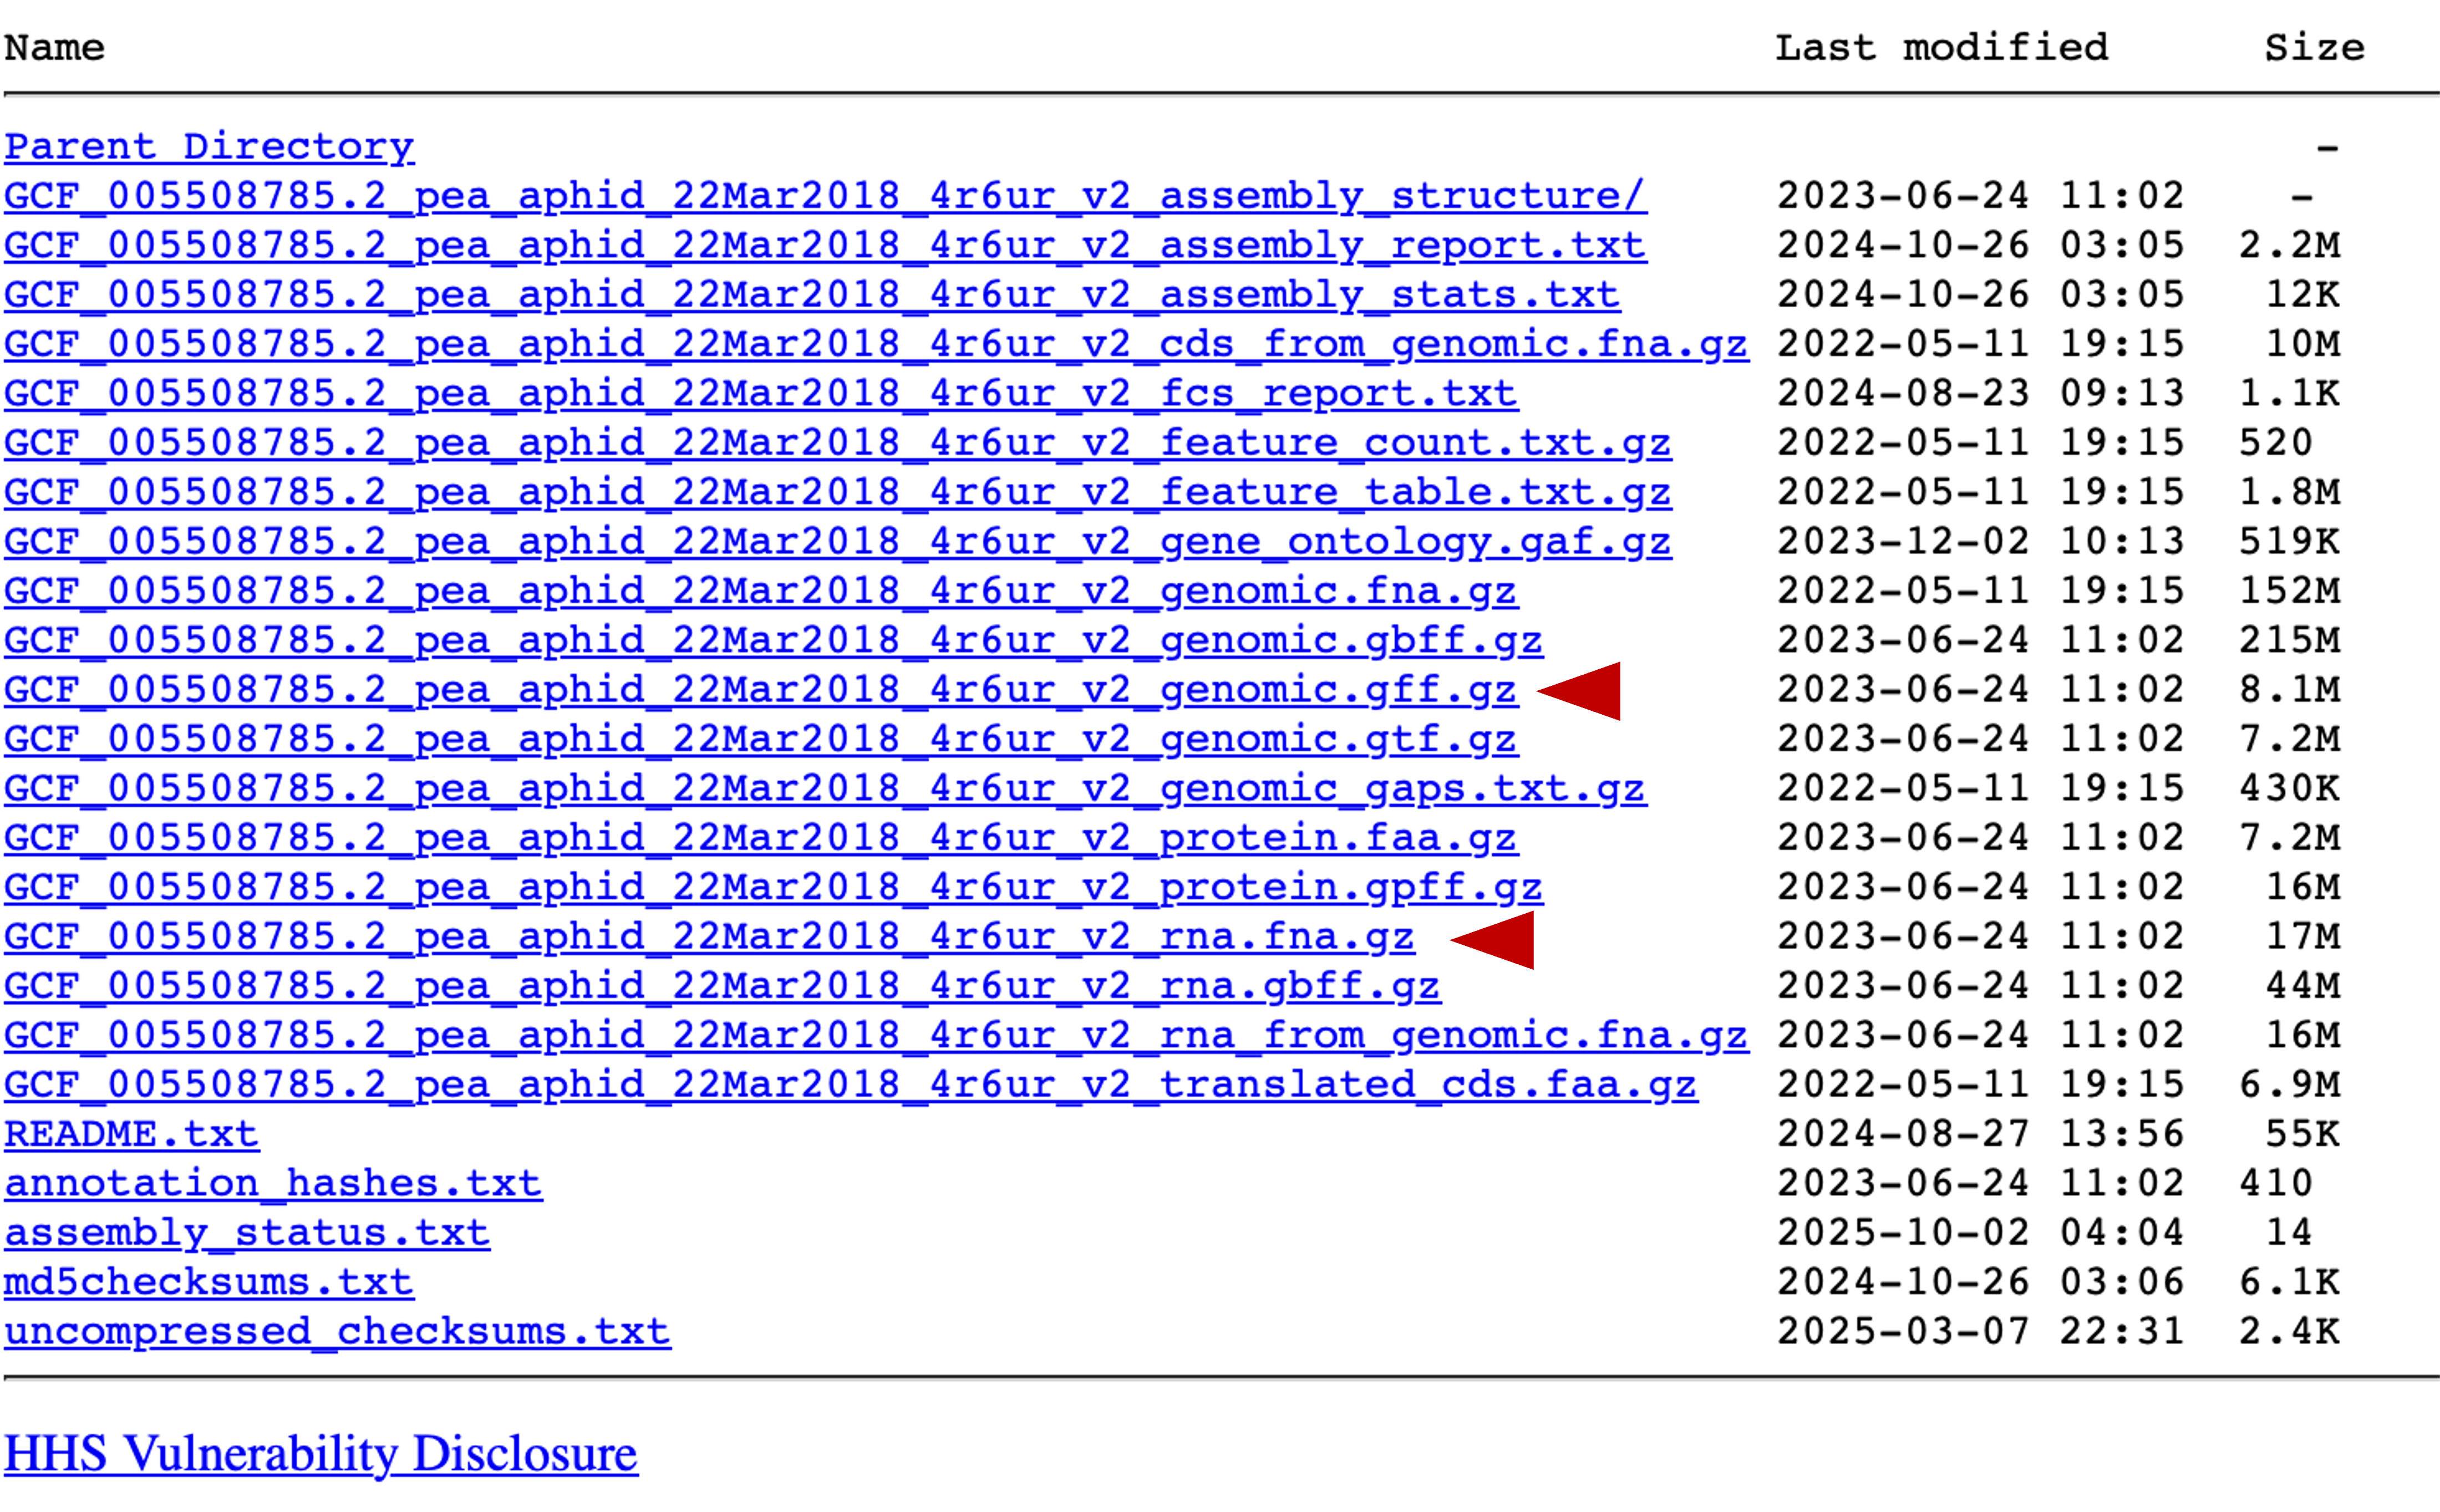 Name Last modified Size
Parent Directory -
GCF_005508785.2_pea_aphid_22Mar2018_4r6ur_v2_assembly_structure/ 2023-06-24 11:02 -
GCF_005508785.2_pea_aphid_22Mar2018_4r6ur_v2_assembly_report.txt 2024-10-26 03:05 2.2M
GCF_005508785.2_pea_aphid_22Mar2018_4r6ur_v2_assembly_stats.txt 2024-10-26 03:05 12K
GCF_005508785.2_pea_aphid_22Mar2018_4r6ur_v2_cds_from_genomic.fna.gz 2022-05-11 19:15 10M
GCF_005508785.2_pea_aphid_22Mar2018_4r6ur_v2_fcs_report.txt 2024-08-23 09:13 1.1K
GCF_005508785.2_pea_aphid_22Mar2018_4r6ur_v2_feature_count.txt.gz 2022-05-11 19:15 520
GCF_005508785.2_pea_aphid_22Mar2018_4r6ur_v2_feature_table.txt.gz 2022-05-11 19:15 1.8M
GCF_005508785.2_pea_aphid_22Mar2018_4r6ur_v2_gene_ontology.gaf.gz 2023-12-02 10:13 519K
GCF_005508785.2_pea_aphid_22Mar2018_4r6ur_v2_genomic.fna.gz 2022-05-11 19:15 152M
GCF_005508785.2_pea_aphid_22Mar2018_4r6ur_v2_genomic.gbff.gz 2023-06-24 11:02 215M
GCF_005508785.2_pea_aphid_22Mar2018_4r6ur_v2_genomic.gff.gz 2023-06-24 11:02 8.1M
GCF_005508785.2_pea_aphid_22Mar2018_4r6ur_v2_genomic.gtf.gz 2023-06-24 11:02 7.2M
GCF_005508785.2_pea_aphid_22Mar2018_4r6ur_v2_genomic_gaps.txt.gz 2022-05-11 19:15 430K
GCF_005508785.2_pea_aphid_22Mar2018_4r6ur_v2_protein.faa.gz 2023-06-24 11:02 7.2M
GCF_005508785.2_pea_aphid_22Mar2018_4r6ur_v2_protein.gpff.gz 2023-06-24 11:02 16M
GCF_005508785.2_pea_aphid_22Mar2018_4r6ur_v2_rna.fna.gz 2023-06-24 11:02 17M
GCF_005508785.2_pea_aphid_22Mar2018_4r6ur_v2_rna.gbff.gz 2023-06-24 11:02 44M
GCF_005508785.2_pea_aphid_22Mar2018_4r6ur_v2_rna_from_genomic.fna.gz 2023-06-24 11:02 16M
GCF_005508785.2_pea_aphid_22Mar2018_4r6ur_v2_translated_cds.faa.gz 2022-05-11 19:15 6.9M
README.txt 2024-08-27 13:56 55K
annotation_hashes.txt 2023-06-24 11:02 410
assembly_status.txt 2025-10-02 04:04 14
md5checksums.txt 2024-10-26 03:06 6.1K
uncompressed_checksums.txt 2025-03-07 22:31 2.4K
HHS Vulnerability Disclosure